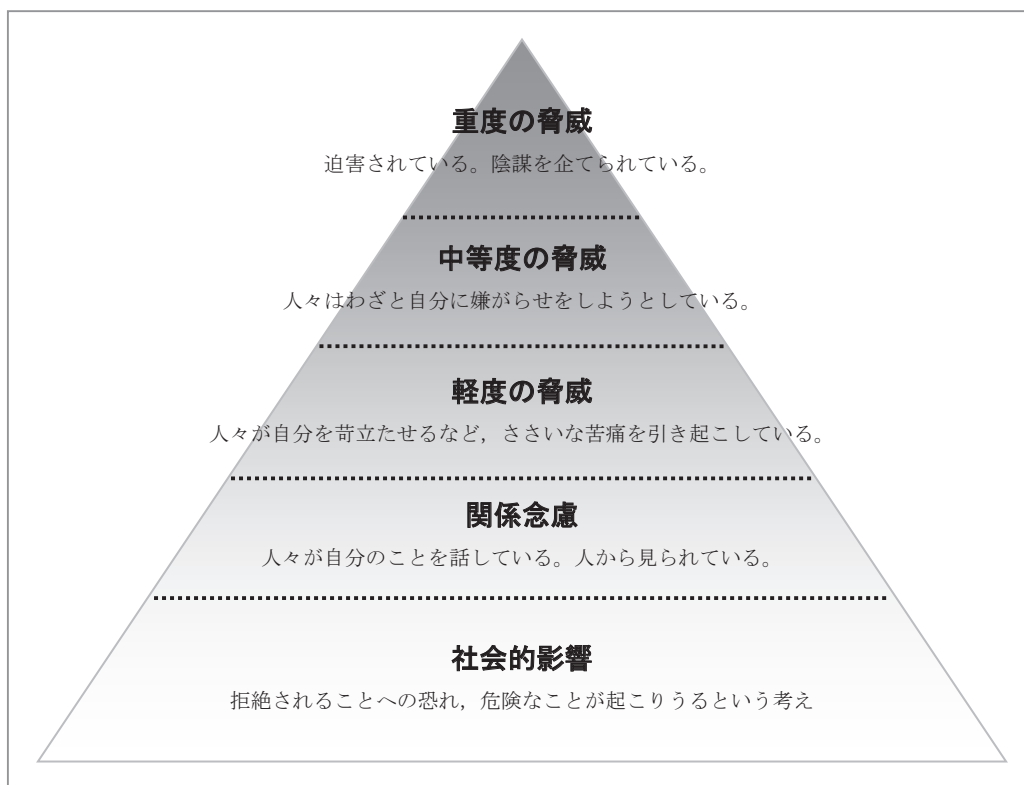 重度の脅威
迫害されている。陰謀を企てられている。
中等度の脅威
人々はわざと自分に嫌がらせをしようとしている。
軽度の脅威
人々が自分を苛立たせるなど，ささいな苦痛を引き起こしている。
関係念慮
人々が自分のことを話している。人から見られている。
社会的影響
拒絶されることへの恐れ，危険なことが起こりうるという考え